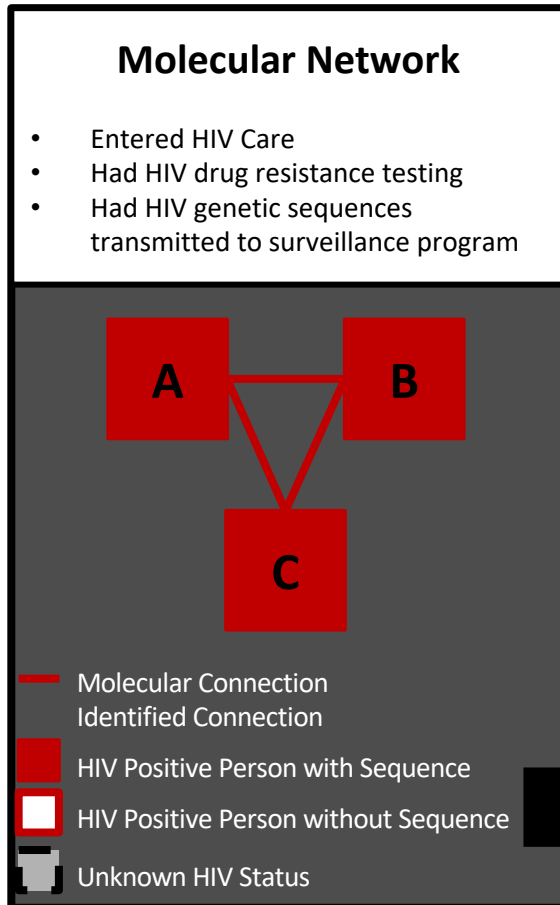 Molecular Network
• Entered HIV Care
• Had HIV drug resistance testing
• Had HIV genetic sequences
transmitted to surveillance program
A B
C
Molecular Connection
Identified Connection
HIV Positive Person with Sequence
HIV Positive Person without Sequence
Unknown HIV Status